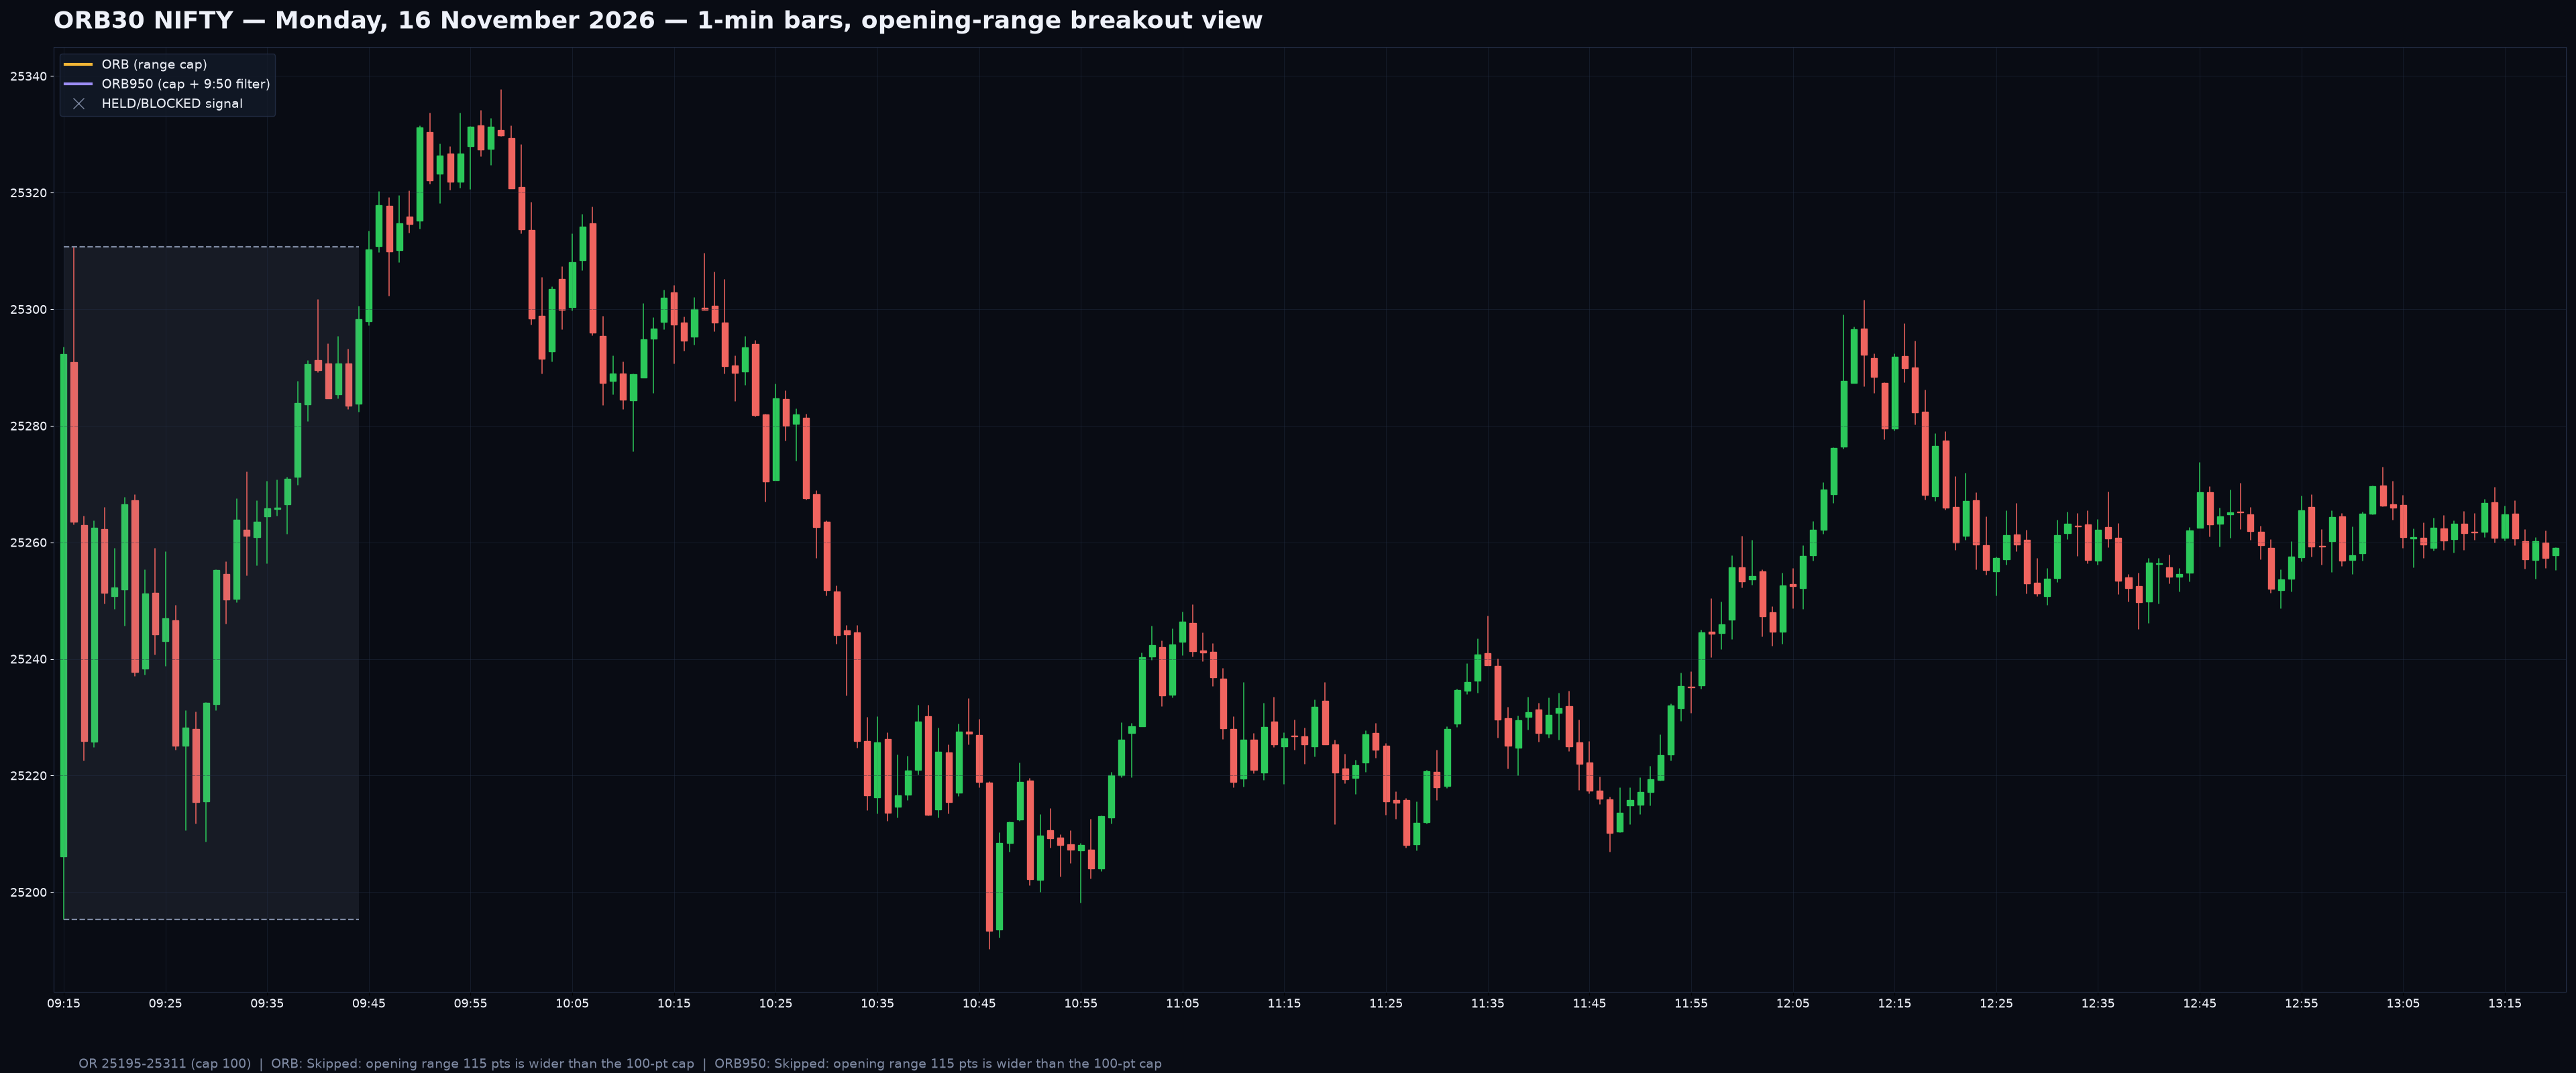 ORB30 NIFTY — Monday, 16 November 2026 — 1-min bars, opening-range breakout view
ORB (range cap)
ORB950 (cap + 9:50 filter)
HELD/BLOCKED signal
25340
25320
25300
25280
25260
25240
25220
25200
09:15 09:25 09:35 09:45 09:55 10:05 10:15 10:25 10:35 10:45 10:55 11:05 11:15 11:25 11:35 11:45 11:55 12:05 12:15 12:25 12:35 12:45 12:55 13:05 13:15
OR 25195-25311 (cap 100) | ORB: Skipped: opening range 115 pts is wider than the 100-pt cap | ORB950: Skipped: opening range 115 pts is wider than the 100-pt cap